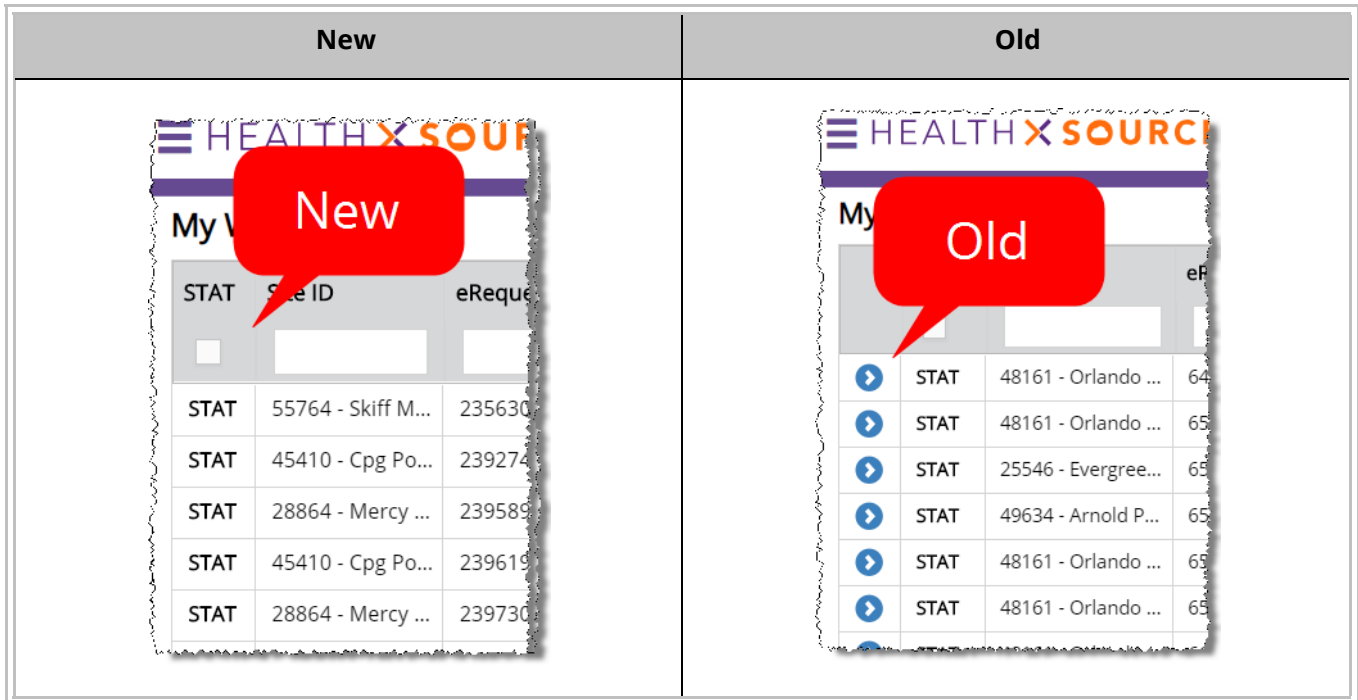 New
Old
HEALTH X SOUR
New
My
STAT Site ID eReque
STAT 55764 - Skiff M... 235630
STAT 45410 - Cpg Po... 239274
STAT 28864 - Mercy ... 239589
STAT 45410 - Cpg Po... 239619
STAT 28864 - Mercy ... 239730
HEALTH X SOURC
Old
My
STAT 48161 - Orlando ... 64
STAT 48161 - Orlando ... 65
STAT 25546 - Evergree... 65
STAT 49634 - Arnold P... 65
STAT 48161 - Orlando ... 65
STAT 48161 - Orlando ... 65